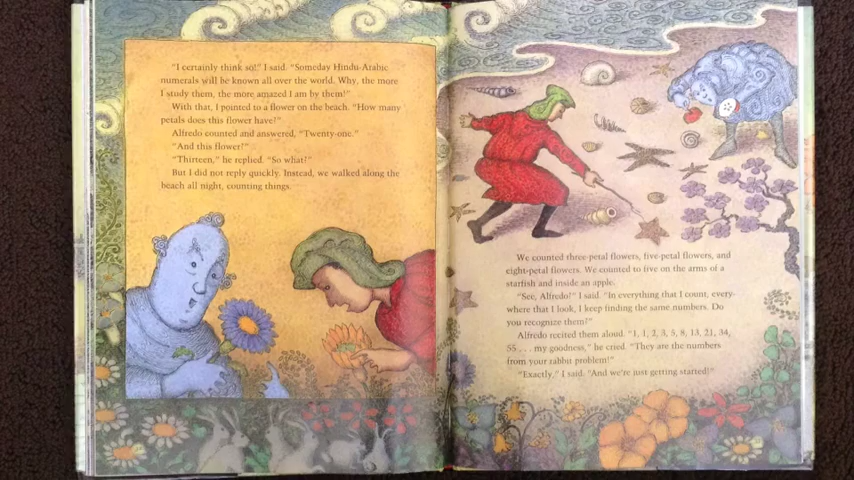 "I certainly think so!" I said. "Someday Hindu-Arabic
numerals will be known all over the world. Why, the more
I study them, the more amazed I am by them!"
With that, I pointed to a flower on the beach. "How many
petals does this flower have?"
Alfredo counted and answered, "Twenty-one."
"And this flower?"
"Thirteen," he replied. "So what?"
But I did not reply quickly. Instead, we walked along the
beach all night, counting things.
We counted three-petal flowers, five-petal flowers, and
eight-petal flowers. We counted to five on the arms of a
starfish and inside an apple.
"See, Alfredo!" I said. "In everything that I count, every-
where that I look, I keep finding the same numbers. Do
you recognize them?"
Alfredo recited them aloud. "1, 1, 2, 3, 5, 8, 13, 21, 34,
55 . . . my goodness," he cried. "They are the numbers
from your rabbit problem!"
"Exactly," I said. "And we're just getting started!"